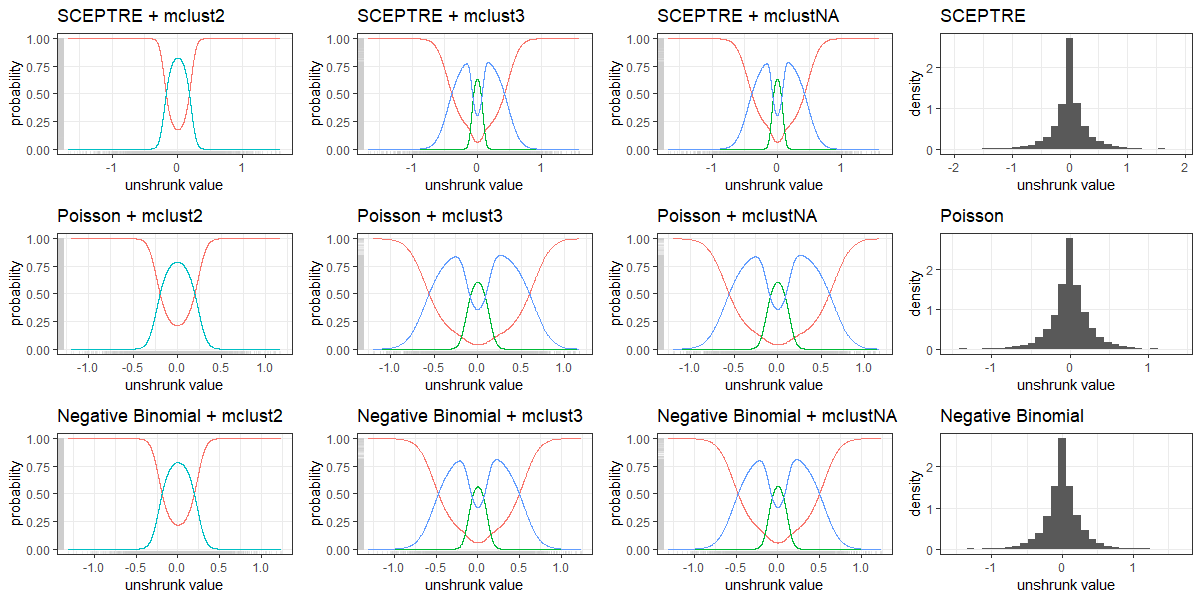 SCEPTRE + mclust2
SCEPTRE + mclust3
SCEPTRE + mclustNA
SCEPTRE
probability
1.00
0.75
0.50
0.25
0.00
-1 0 1
unshrunk value
probability
1.00
0.75
0.50
0.25
0.00
-1 0 1
unshrunk value
probability
1.00
0.75
0.50
0.25
0.00
-1 0 1
unshrunk value
density
2
1
0
-2 -1 0 1 2
unshrunk value
Poisson + mclust2
Poisson + mclust3
Poisson + mclustNA
Poisson
probability
1.00
0.75
0.50
0.25
0.00
-1.0 -0.5 0.0 0.5 1.0
unshrunk value
probability
1.00
0.75
0.50
0.25
0.00
-1.0 -0.5 0.0 0.5 1.0
unshrunk value
probability
1.00
0.75
0.50
0.25
0.00
-1.0 -0.5 0.0 0.5 1.0
unshrunk value
density
2
1
0
-1 0 1
unshrunk value
Negative Binomial + mclust2
Negative Binomial + mclust3
Negative Binomial + mclustNA
Negative Binomial
probability
1.00
0.75
0.50
0.25
0.00
-1.0 -0.5 0.0 0.5 1.0
unshrunk value
probability
1.00
0.75
0.50
0.25
0.00
-1.0 -0.5 0.0 0.5 1.0
unshrunk value
probability
1.00
0.75
0.50
0.25
0.00
-1.0 -0.5 0.0 0.5 1.0
unshrunk value
density
2
1
0
-1 0 1
unshrunk value